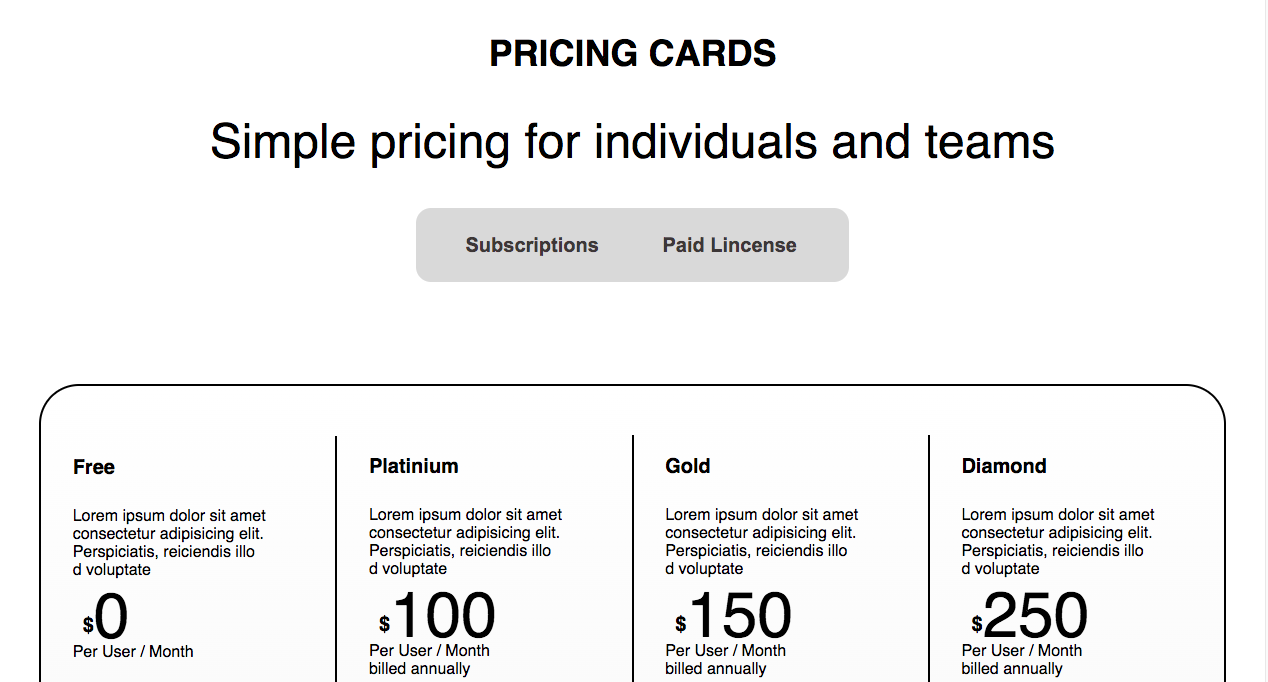 PRICING CARDS
Simple pricing for individuals and teams
Subscriptions Paid Lincense
Free
Lorem ipsum dolor sit amet
consectetur adipisicing elit.
Perspiciatis, reiciendis illo
d voluptate
$0
Per User / Month
Platinium
Lorem ipsum dolor sit amet
consectetur adipisicing elit.
Perspiciatis, reiciendis illo
d voluptate
$100
Per User / Month
billed annually
Gold
Lorem ipsum dolor sit amet
consectetur adipisicing elit.
Perspiciatis, reiciendis illo
d voluptate
$150
Per User / Month
billed annually
Diamond
Lorem ipsum dolor sit amet
consectetur adipisicing elit.
Perspiciatis, reiciendis illo
d voluptate
$250
Per User / Month
billed annually